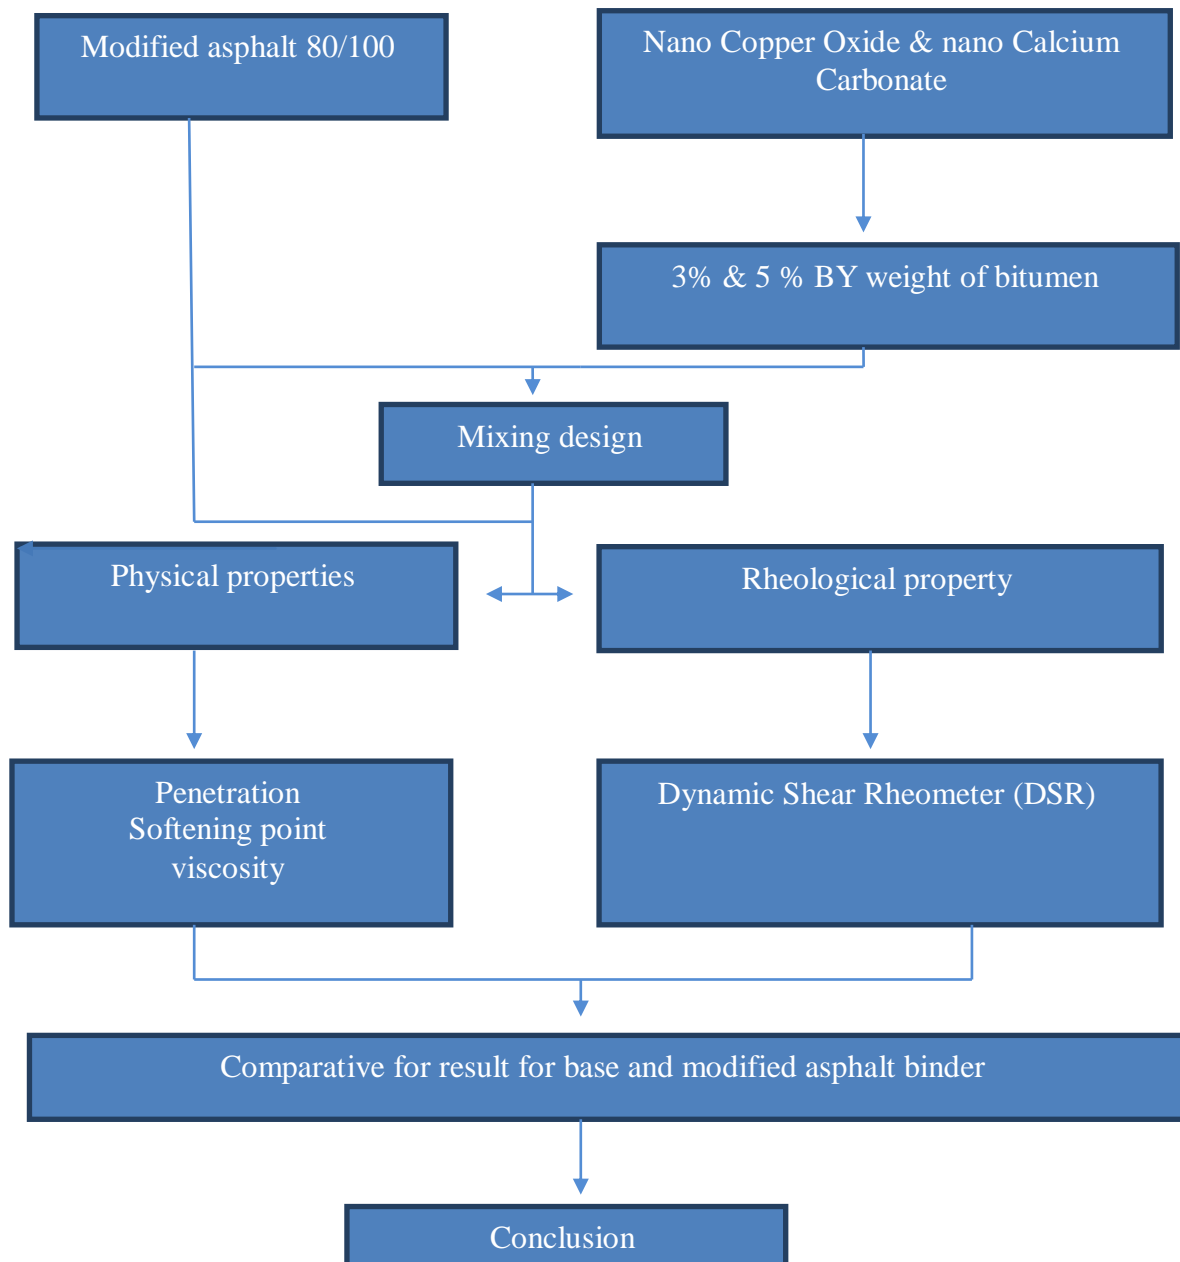 Modified asphalt 80/100
Nano Copper Oxide & nano Calcium
Carbonate
3% & 5 % BY weight of bitumen
Mixing design
Physical properties
Rheological property
Penetration
Softening point
viscosity
Dynamic Shear Rheometer (DSR)
Comparative for result for base and modified asphalt binder
Conclusion